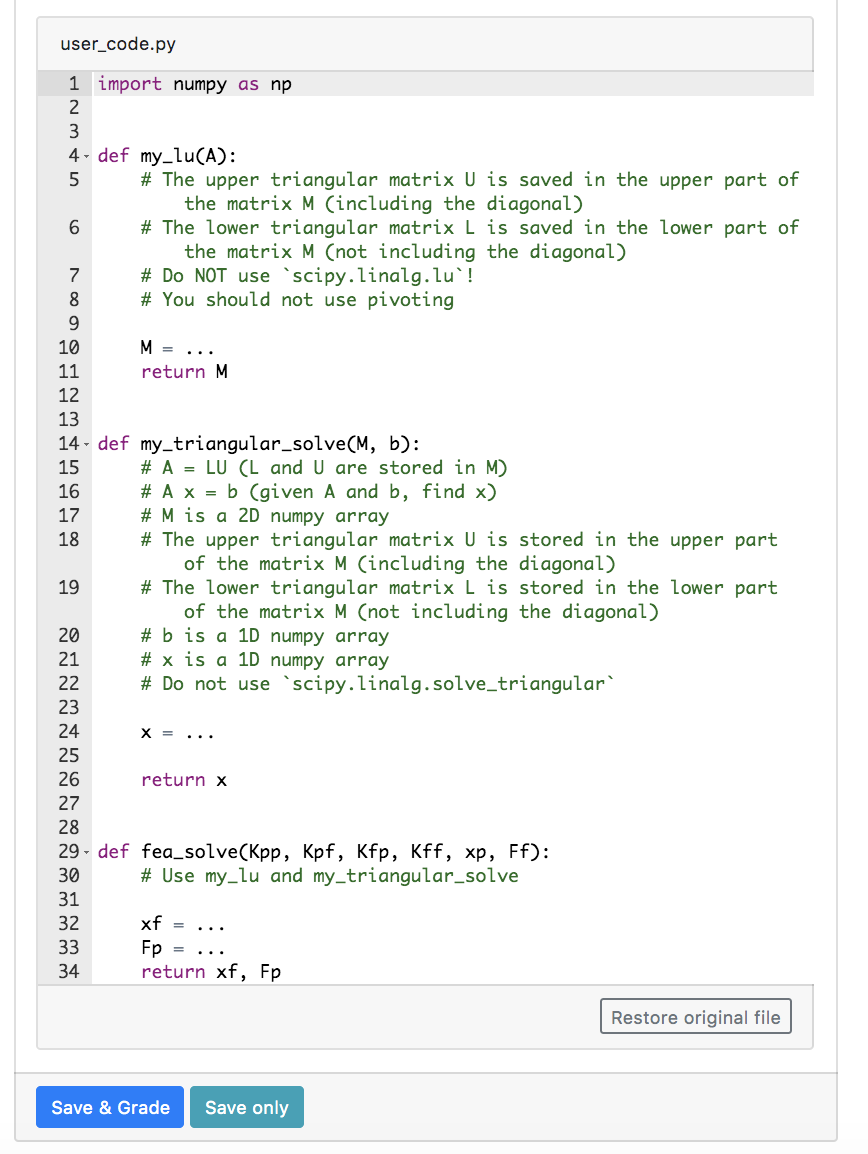 user_code.py
1 import numpy as np
2
3
4 def my_lu(A):
5 # The upper triangular matrix U is saved in the upper part of
the matrix M (including the diagonal)
6 # The lower triangular matrix L is saved in the lower part of
the matrix M (not including the diagonal)
7 # Do NOT use `scipy.linalg.lu`!
8 # You should not use pivoting
9
10 M = ...
11 return M
12
13
14 def my_triangular_solve(M, b):
15 # A = LU (L and U are stored in M)
16 # A x = b (given A and b, find x)
17 # M is a 2D numpy array
18 # The upper triangular matrix U is stored in the upper part
of the matrix M (including the diagonal)
19 # The lower triangular matrix L is stored in the lower part
of the matrix M (not including the diagonal)
20 # b is a 1D numpy array
21 # x is a 1D numpy array
22 # Do not use `scipy.linalg.solve_triangular`
23
24 x = ...
25
26 return x
27
28
29 def fea_solve(Kpp, Kpf, Kfp, Kff, xp, Ff):
30 # Use my_lu and my_triangular_solve
31
32 xf = ...
33 Fp = ...
34 return xf, Fp
Restore original file
Save & Grade
Save only